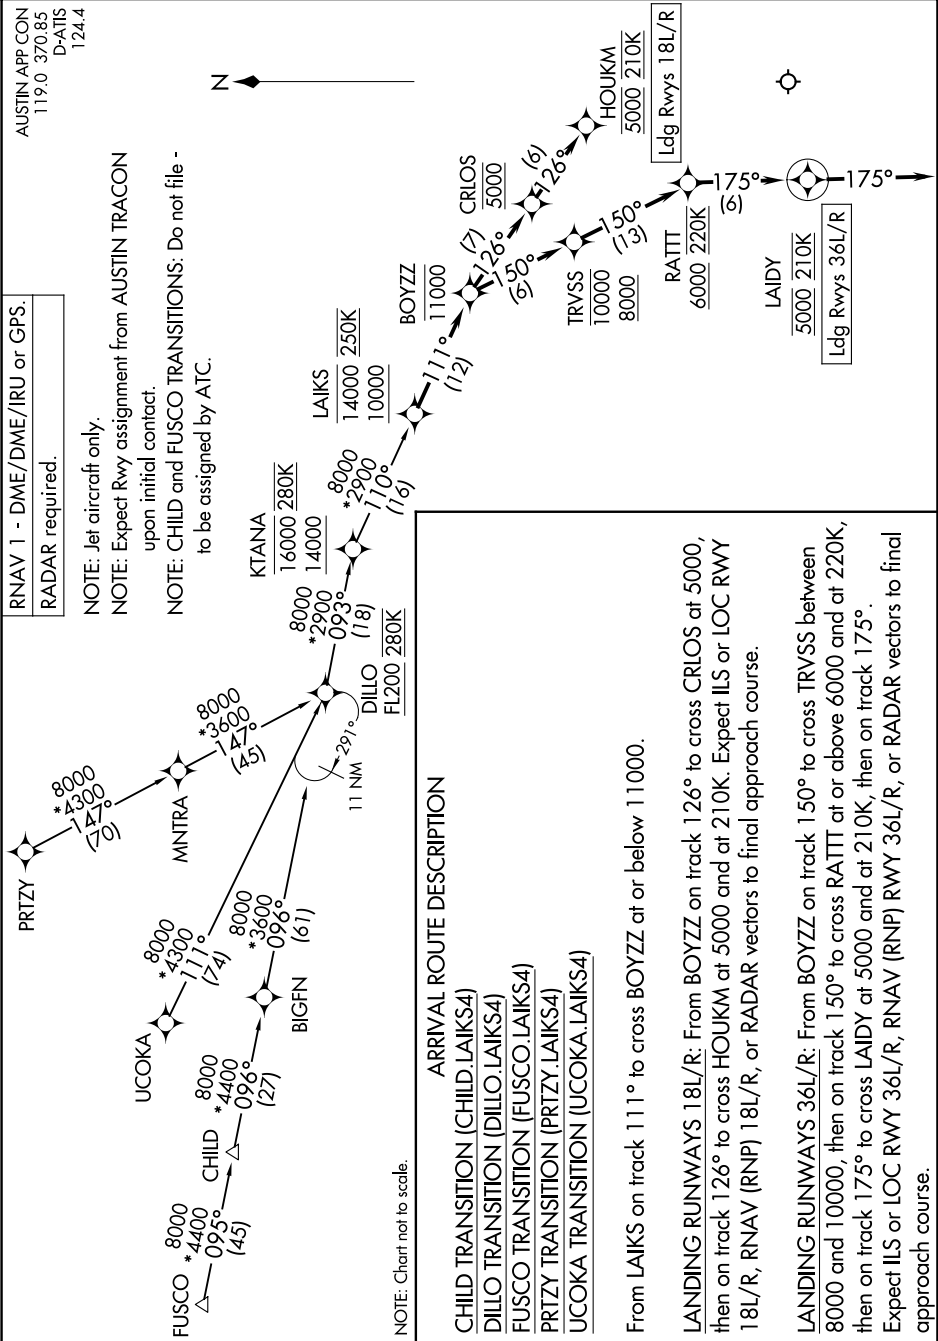 AUSTIN APP CON
119.0 370.85
D-ATIS
124.4
RNAV 1 - DME/DME/IRU or GPS.
RADAR required.
NOTE: Jet aircraft only.
NOTE: Expect Rwy assignment from AUSTIN TRACON
upon initial contact.
NOTE: CHILD and FUSCO TRANSITIONS: Do not file -
to be assigned by ATC.
N
PRTZY
8000
*4300
147°
(70)
MNTRA
8000
*3600
147°
(45)
UCOKA
8000
*4300
111°
(74)
FUSCO
8000
*4400
095°
(45)
CHILD
8000
*4400
096°
(27)
BIGFN
8000
*3600
096°
(61)
11 NM
291°
DILLO
FL200 280K
8000
*2900
093°
(18)
KTANA
16000 280K
14000
8000
*2900
110°
(16)
LAIKS
14000 250K
10000
111°
(12)
BOYZZ
11000
(7)
126°
CRLOS
5000
(6)
126°
HOUKM
5000 210K
Ldg Rwys 18L/R
150°
(6)
TRVSS
10000
8000
150°
(13)
RATTT
6000 220K
175°
(6)
LAIDY
5000 210K
Ldg Rwys 36L/R
175°
NOTE: Chart not to scale.
ARRIVAL ROUTE DESCRIPTION
CHILD TRANSITION (CHILD.LAIKS4)
DILLO TRANSITION (DILLO.LAIKS4)
FUSCO TRANSITION (FUSCO.LAIKS4)
PRTZY TRANSITION (PRTZY.LAIKS4)
UCOKA TRANSITION (UCOKA.LAIKS4)
From LAIKS on track 111° to cross BOYZZ at or below 11000.
LANDING RUNWAYS 18L/R: From BOYZZ on track 126° to cross CRLOS at 5000,
then on track 126° to cross HOUKM at 5000 and at 210K. Expect ILS or LOC RWY
18L/R, RNAV (RNP) 18L/R, or RADAR vectors to final approach course.
LANDING RUNWAYS 36L/R: From BOYZZ on track 150° to cross TRVSS between
8000 and 10000, then on track 150° to cross RATTT at or above 6000 and at 220K,
then on track 175° to cross LAIDY at 5000 and at 210K, then on track 175°.
Expect ILS or LOC RWY 36L/R, RNAV (RNP) RWY 36L/R, or RADAR vectors to final
approach course.